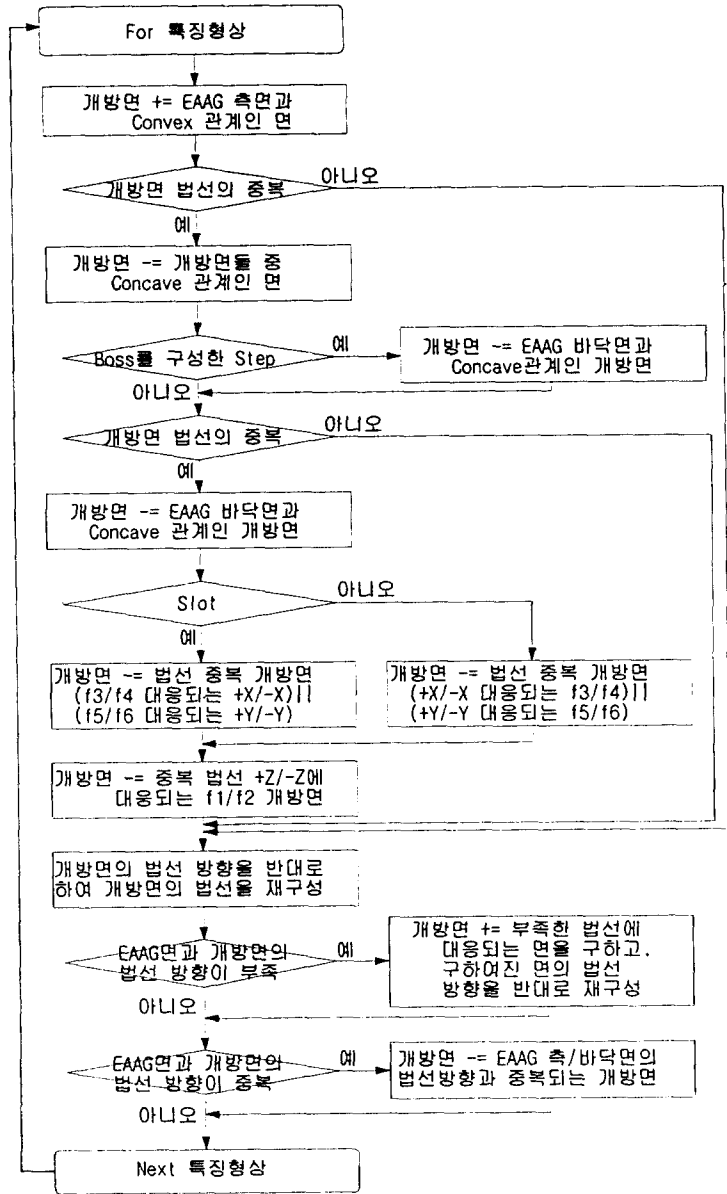 For 특징형상
개방면 += EAAG 측면과
Convex 관계인 면
개방면 법선의 중복
아니오
예
개방면 -= 개방면들 중
Concave 관계인 면
Boss를 구성한 Step
예
개방면 -= EAAG 바닥면과
Concave관계인 개방면
아니오
개방면 법선의 중복
아니오
예
개방면 -= EAAG 바닥면과
Concave 관계인 개방면
Slot
아니오
예
개방면 -= 법선 중복 개방면
(f3/f4 대응되는 +X/-X)||
(f5/f6 대응되는 +Y/-Y)
개방면 -= 법선 중복 개방면
(+X/-X 대응되는 f3/f4)||
(+Y/-Y 대응되는 f5/f6)
개방면 -= 중복 법선 +Z/-Z에
대응되는 f1/f2 개방면
개방면의 법선 방향을 반대로
하여 개방면의 법선을 재구성
EAAG면과 개방면의
법선 방향이 부족
예
개방면 += 부족한 법선에
대응되는 면을 구하고,
구하여진 면의 법선
방향을 반대로 재구성
아니오
EAAG면과 개방면의
법선 방향이 중복
예
개방면 -= EAAG 측/바닥면의
법선방향과 중복되는 개방면
아니오
Next 특징형상